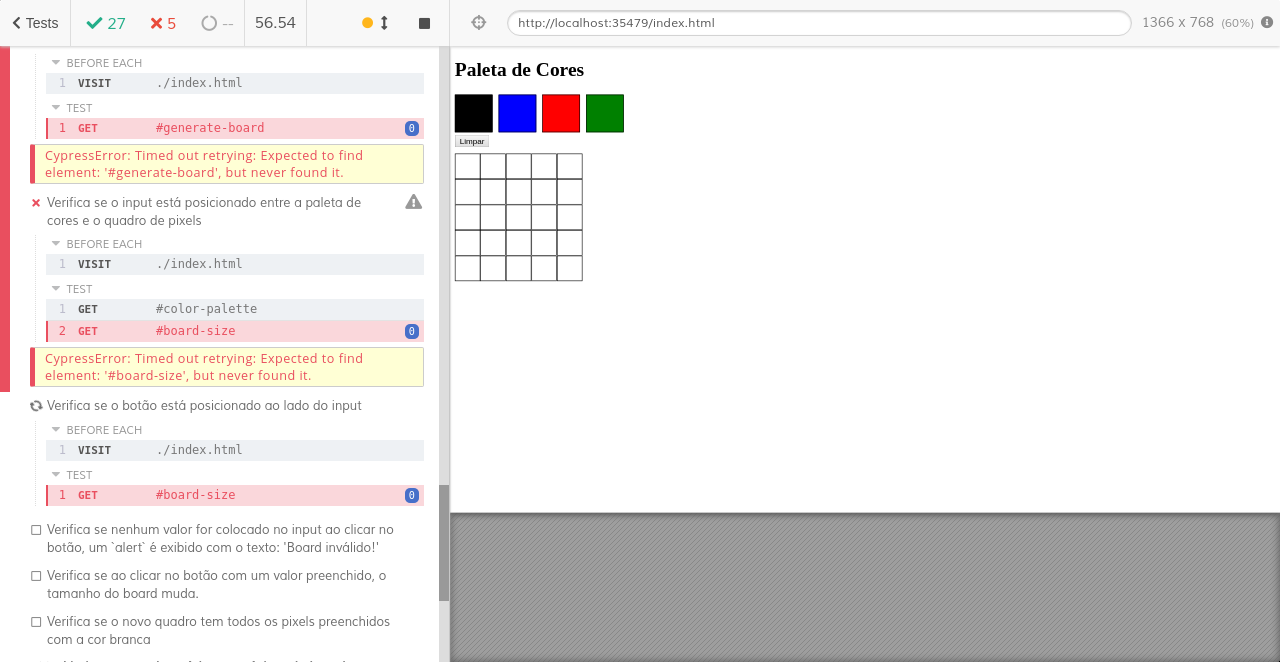 Tests 27 5 -- 56.54
http://localhost:35479/index.html 1366 x 768 (60%)
BEFORE EACH
1 VISIT ./index.html
TEST
1 GET #generate-board 0
CypressError: Timed out retrying: Expected to find
element: '#generate-board', but never found it.
Verifica se o input está posicionado entre a paleta de
cores e o quadro de pixels
BEFORE EACH
1 VISIT ./index.html
TEST
1 GET #color-palette
2 GET #board-size 0
CypressError: Timed out retrying: Expected to find
element: '#board-size', but never found it.
Verifica se o botão está posicionado ao lado do input
BEFORE EACH
1 VISIT ./index.html
TEST
1 GET #board-size 0
Verifica se nenhum valor for colocado no input ao clicar no
botão, um `alert` é exibido com o texto: 'Board inválido!'
Verifica se ao clicar no botão com um valor preenchido, o
tamanho do board muda.
Verifica se o novo quadro tem todos os pixels preenchidos
com a cor branca
Paleta de Cores
Limpar